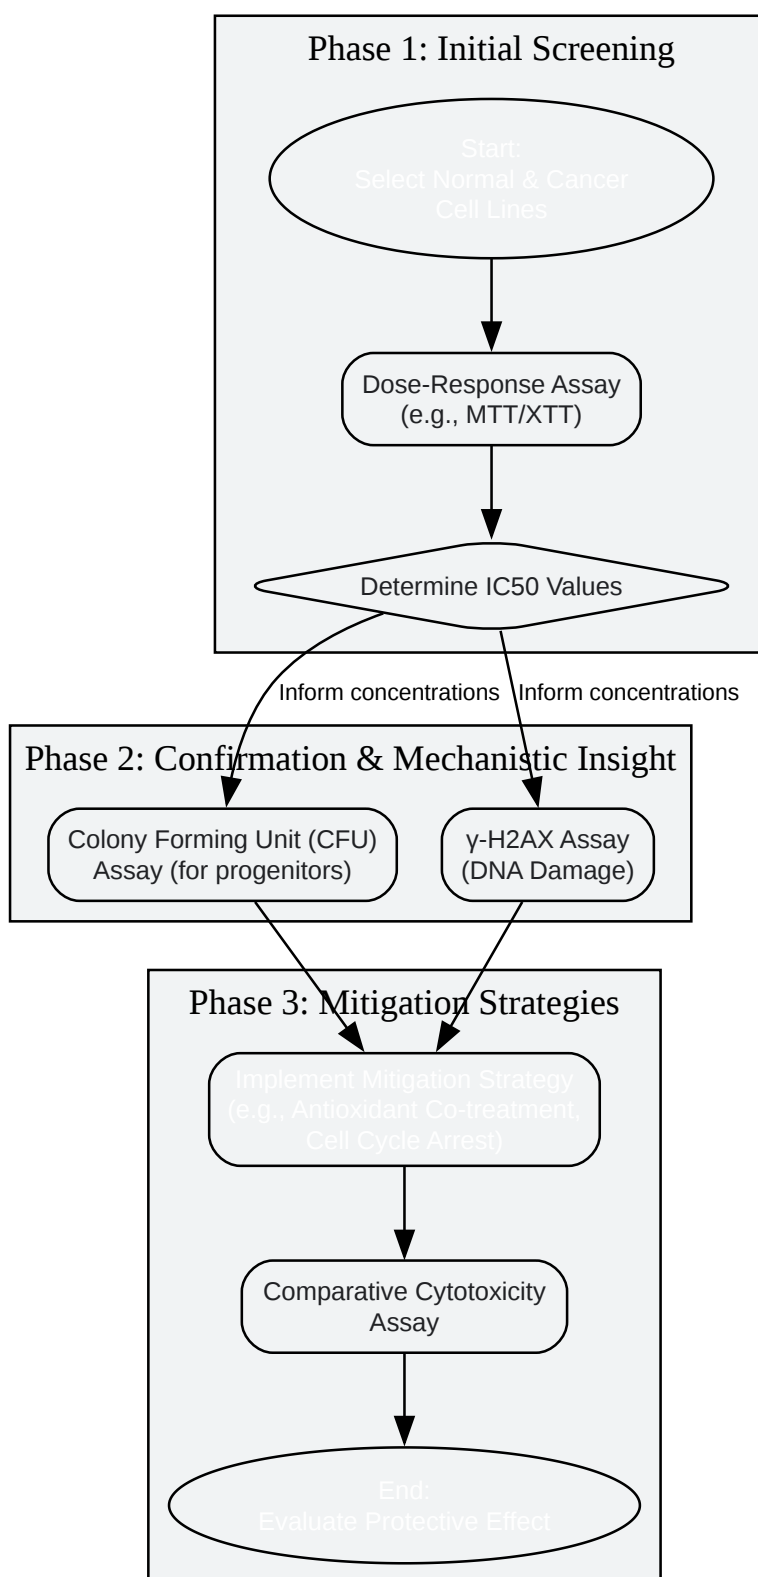 Phase 1: Initial Screening
Start:
Select Normal & Cancer
Cell Lines
Dose-Response Assay
(e.g., MTT/XTT)
Determine IC50 Values
Inform concentrations
Inform concentrations
Phase 2: Confirmation & Mechanistic Insight
Colony Forming Unit (CFU)
Assay (for progenitors)
γ-H2AX Assay
(DNA Damage)
Phase 3: Mitigation Strategies
Implement Mitigation Strategy
(e.g., Antioxidant Co-treatment,
Cell Cycle Arrest)
Comparative Cytotoxicity
Assay
End:
Evaluate Protective Effect